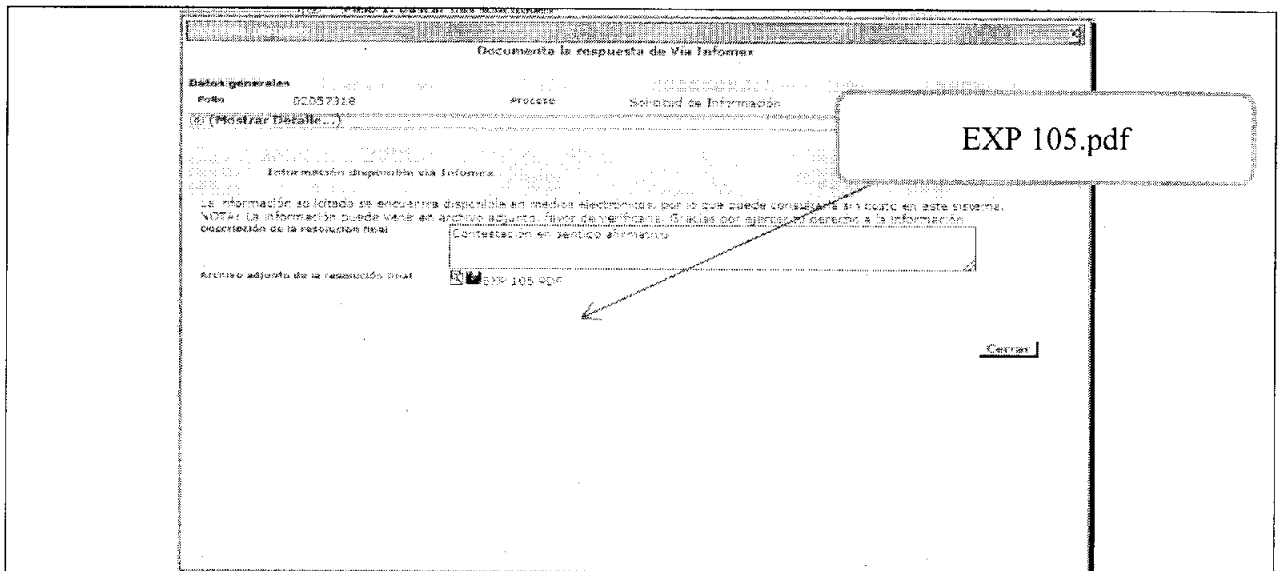 Documenta la respuesta de Via Infomex
Datos generales
Folio 02057318 Proceso Solicitud de Información
(Mostrar Detalle...)
EXP 105.pdf
Información disponible vía Infomex
La información solicitada se encuentra disponible en medios electrónicos, por lo que puede consultarla sin costo en este sistema.
NOTA: La información puede venir en archivo adjunto, favor de verificarla. Gracias por ejercer el derecho a la información
Descripción de la resolución final
Contestación en sentido afirmativo
Archivo adjunto de la resolución final
EXP 105.PDF
Cerrar